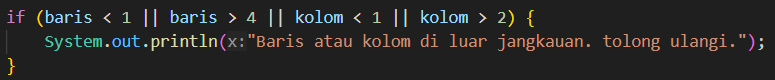 if (baris < 1 || baris > 4 || kolom < 1 || kolom > 2) {
    System.out.println(x:"Baris atau kolom di luar jangkauan. tolong ulangi.");
}